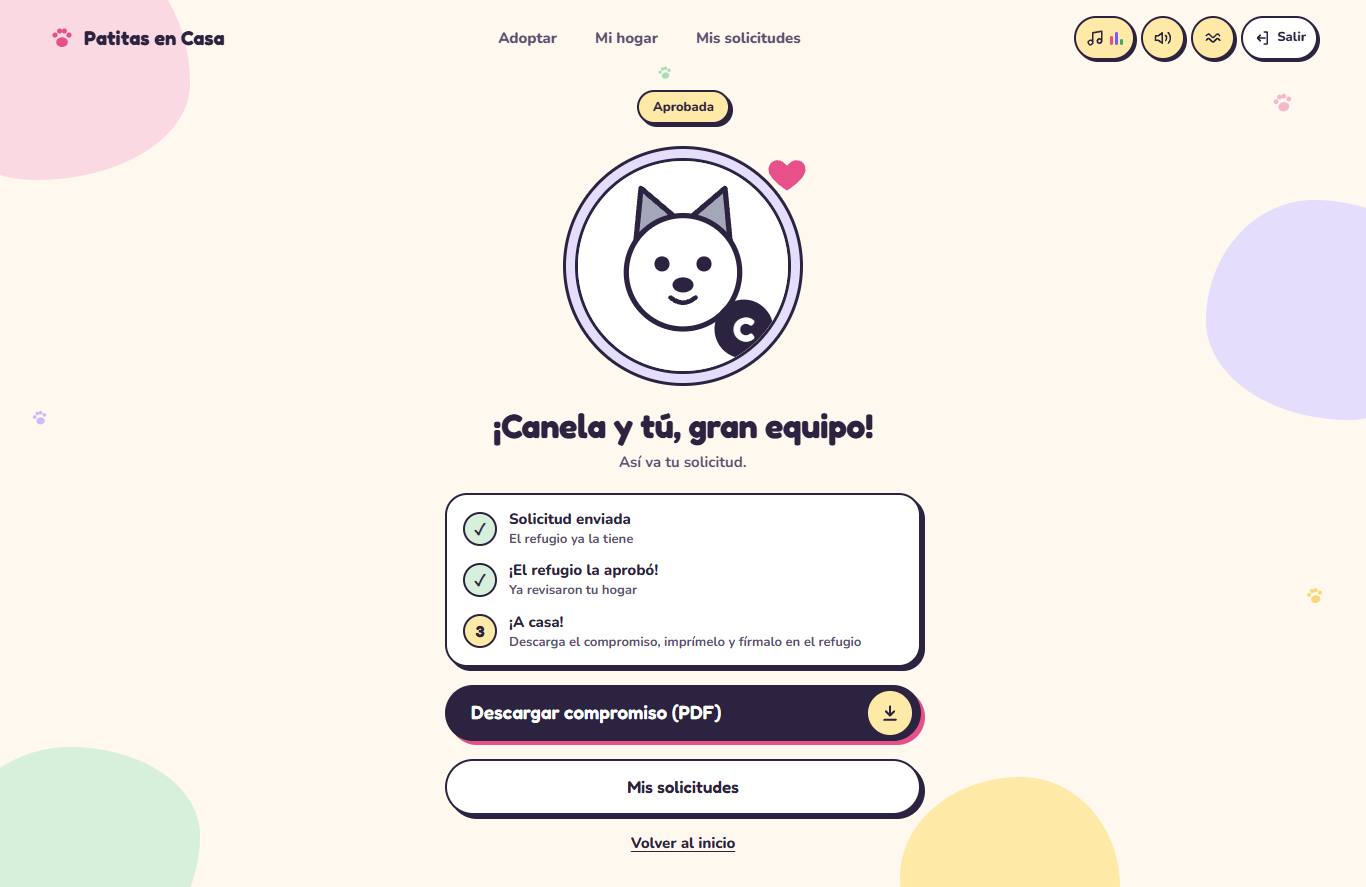 Patitas en Casa
Adoptar
Mi hogar
Mis solicitudes
Salir
Aprobada
C
¡Canela y tú, gran equipo!
Así va tu solicitud.
✓
Solicitud enviada
El refugio ya la tiene
✓
¡El refugio la aprobó!
Ya revisaron tu hogar
3
¡A casa!
Descarga el compromiso, imprímelo y fírmalo en el refugio
Descargar compromiso (PDF)
Mis solicitudes
Volver al inicio